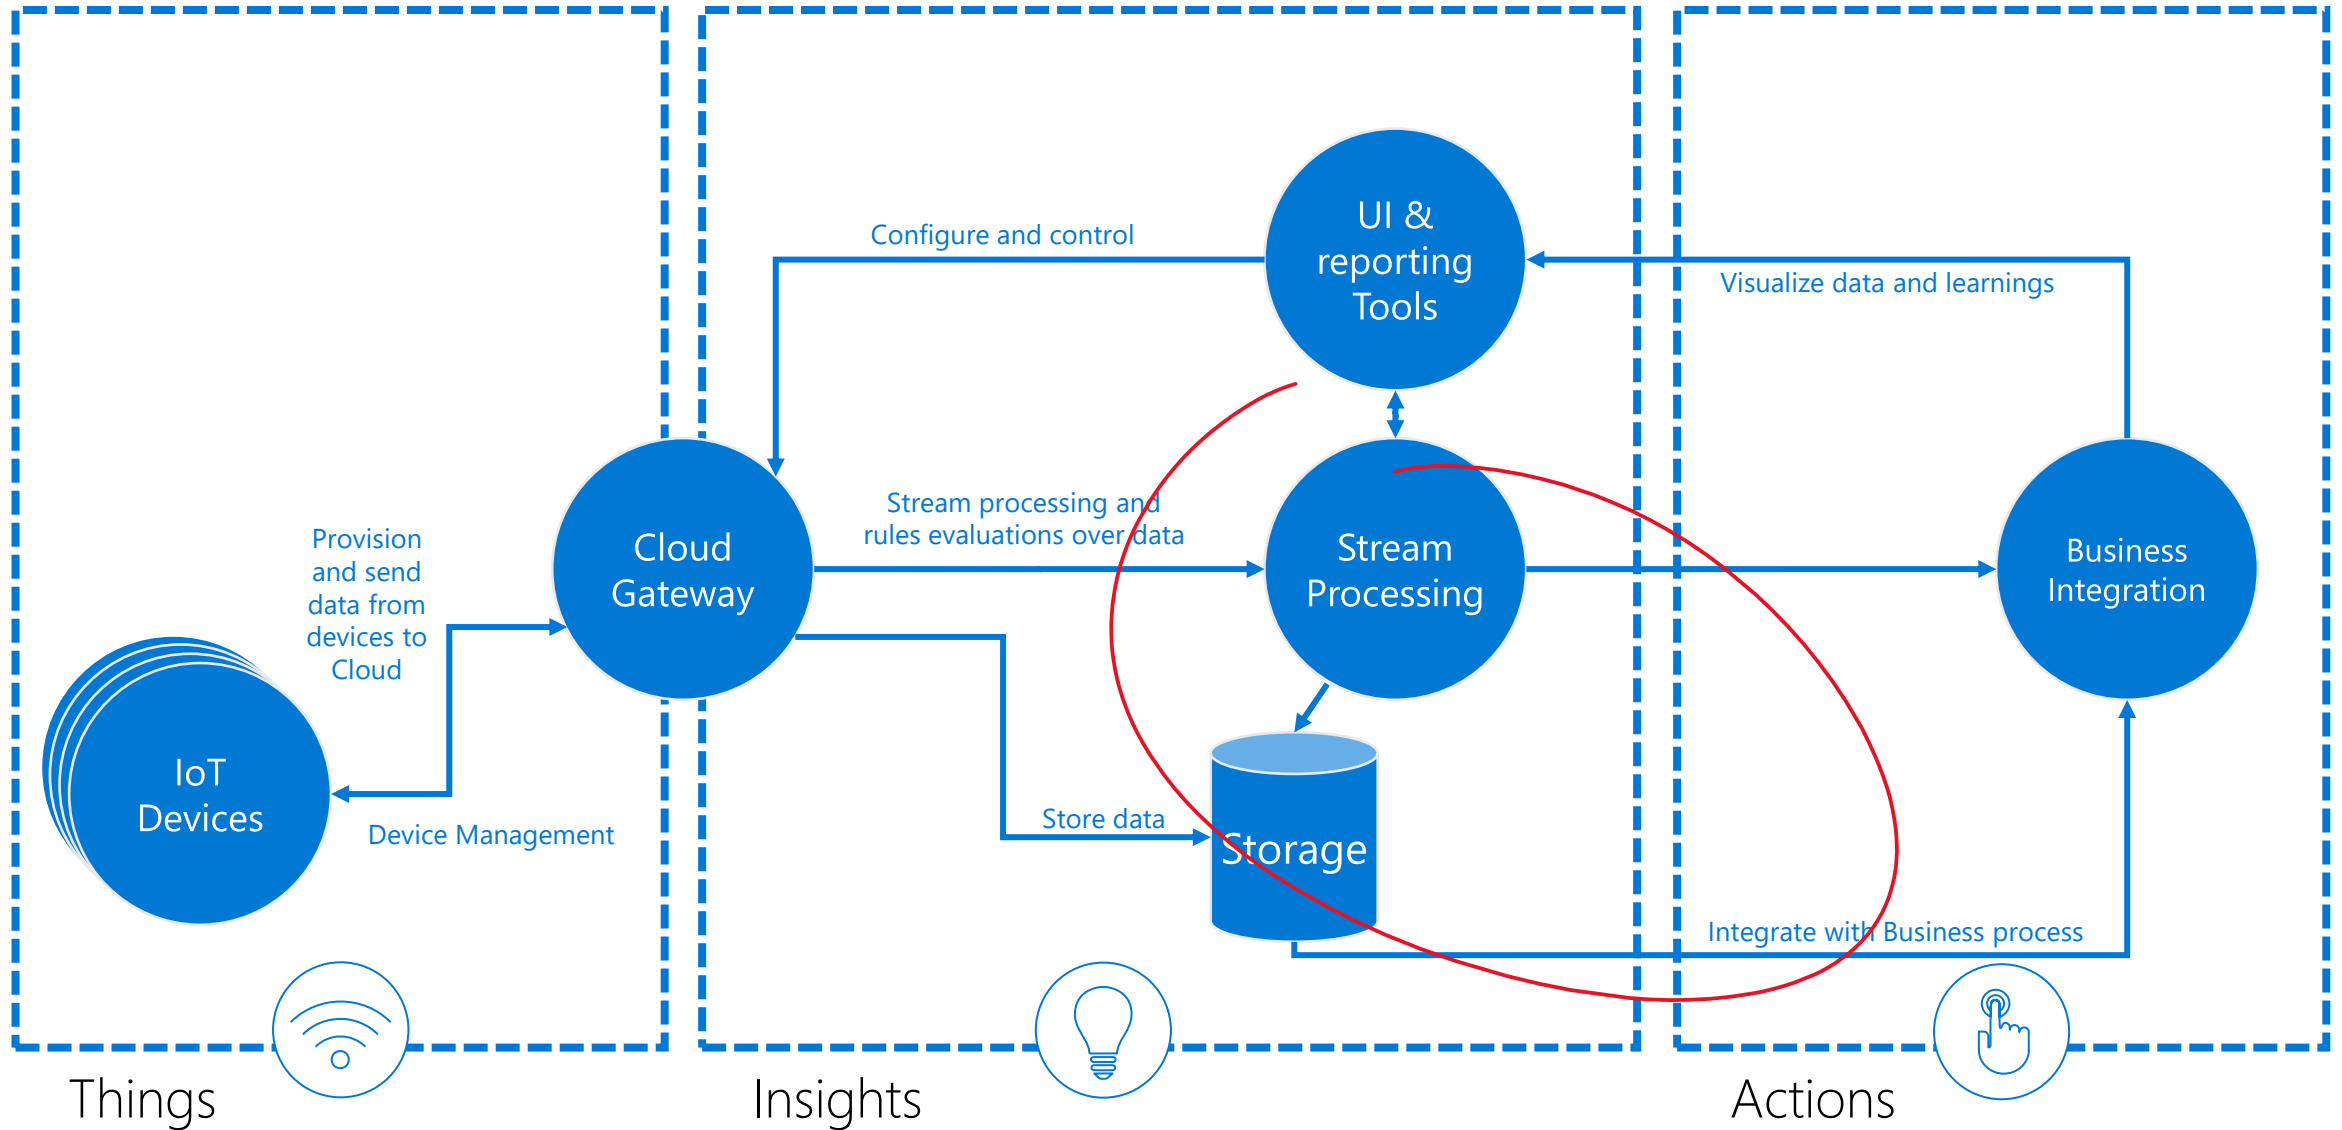 UI &
reporting
Tools
Configure and control
Visualize data and learnings
Stream processing and
rules evaluations over data
Provision
and send
data from
devices to
Cloud
Cloud
Gateway
Stream
Processing
Business
Integration
IoT
Devices
Device Management
Store data
Storage
Integrate with Business process
Things
Insights
Actions